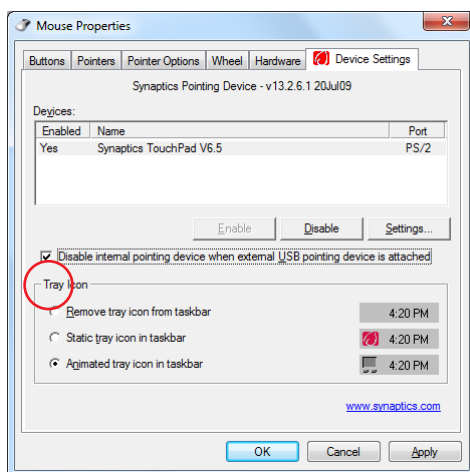 Mouse Properties
Buttons Pointers Pointer Options Wheel Hardware Device Settings
Synaptics Pointing Device - v13.2.6.1 20Jul09
Devices:
Enabled Name Port
Yes Synaptics TouchPad V6.5 PS/2
Enable Disable Settings...
Disable internal pointing device when external USB pointing device is attached
Tray Icon
Remove tray icon from taskbar 4:20 PM
Static tray icon in taskbar 4:20 PM
Animated tray icon in taskbar 4:20 PM
www.synaptics.com
OK Cancel Apply